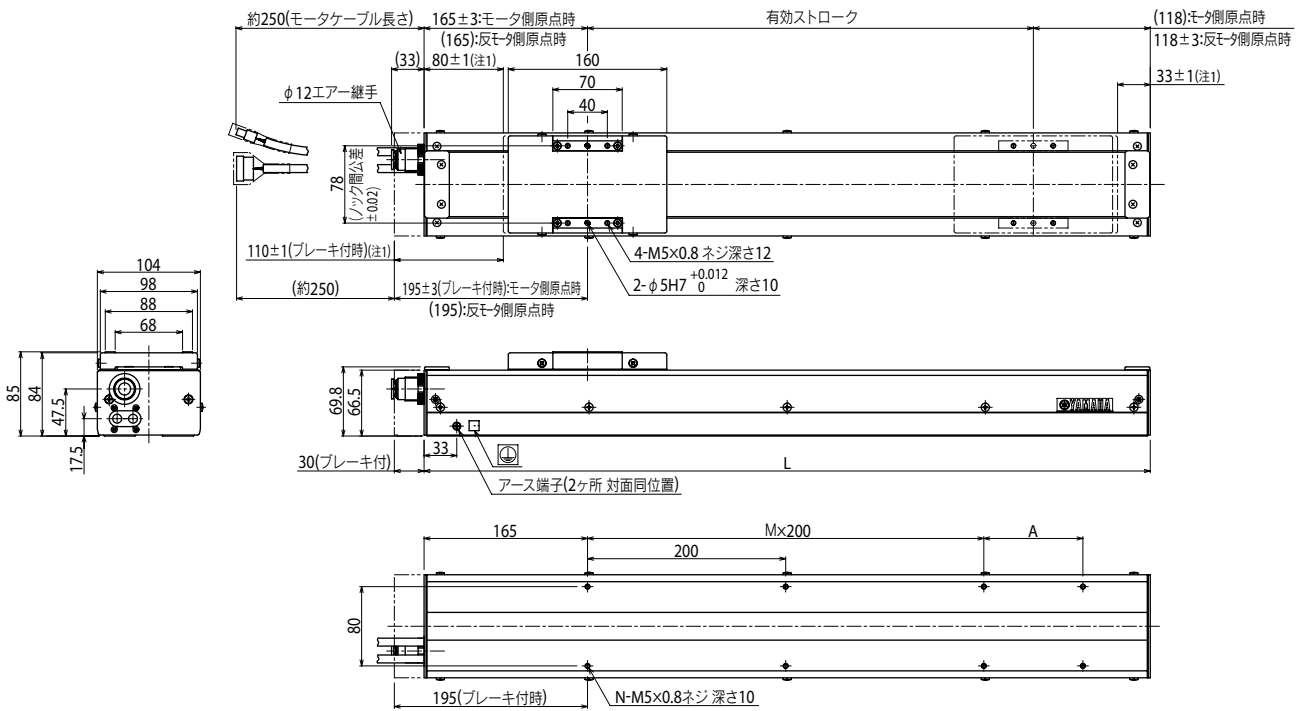 約250(モータケーブル長さ)
165±3:モータ側原点時
(165):反モータ側原点時
有効ストローク
(118):モータ側原点時
118±3:反モータ側原点時
(33)
80±1(注1)
160
33±1(注1)
70
40
φ12エアー継手
78
(ノック間公差
±0.02)
110±1(ブレーキ付時)(注1)
4-M5×0.8 ネジ深さ12
2-φ5H7 +0.012 0 深さ10
(約250)
195±3(ブレーキ付時):モータ側原点時
(195):反モータ側原点時
104
98
88
68
85
84
47.5
17.5
69.8
66.5
YAMAHA
33
30(ブレーキ付)
L
アース端子(2ヶ所 対面同位置)
165
M×200
A
200
80
195(ブレーキ付時)
N-M5×0.8ネジ 深さ10